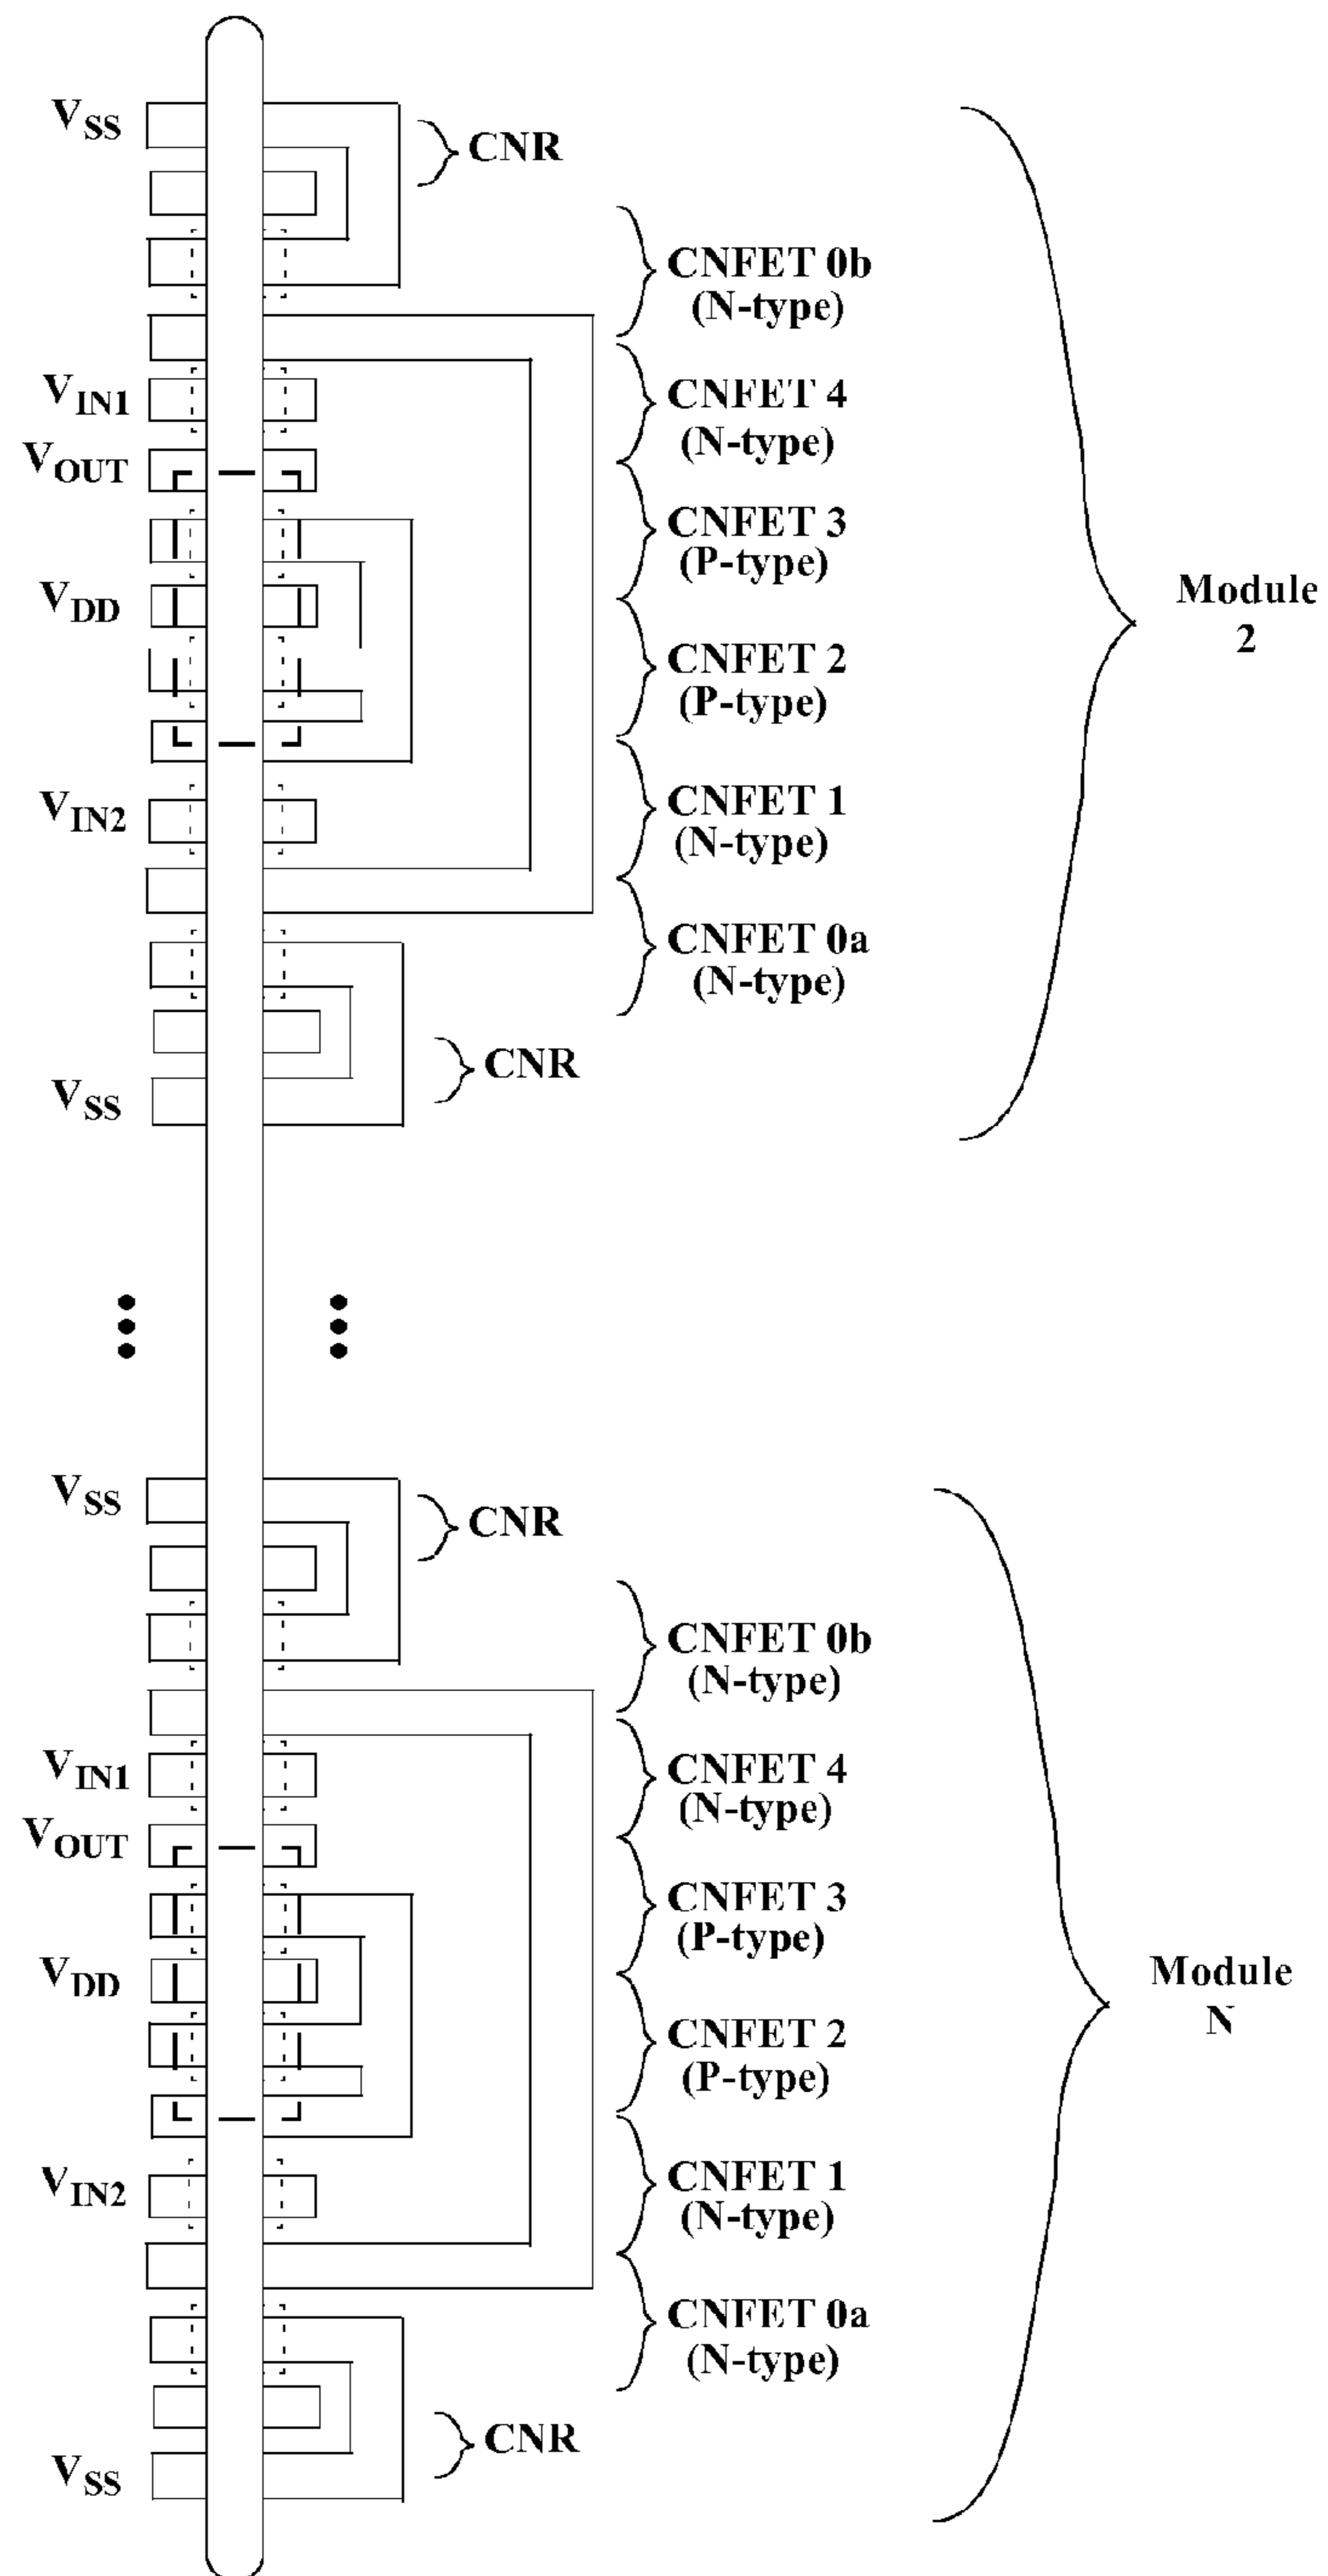 VSS
CNR
CNFET 0b
(N-type)
VIN1
CNFET 4
(N-type)
VOUT
CNFET 3
(P-type)
VDD
Module
2
CNFET 2
(P-type)
VIN2
CNFET 1
(N-type)
CNFET 0a
(N-type)
CNR
VSS
VSS
CNR
CNFET 0b
(N-type)
VIN1
CNFET 4
(N-type)
VOUT
CNFET 3
(P-type)
VDD
Module
N
CNFET 2
(P-type)
VIN2
CNFET 1
(N-type)
CNFET 0a
(N-type)
CNR
VSS